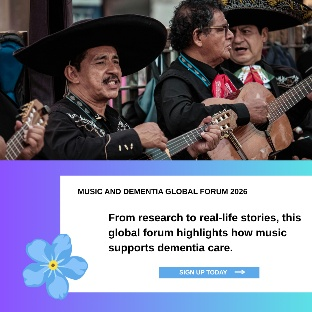 MUSIC AND DEMENTIA GLOBAL FORUM 2026
From research to real-life stories, this
global forum highlights how music
supports dementia care.
SIGN UP TODAY